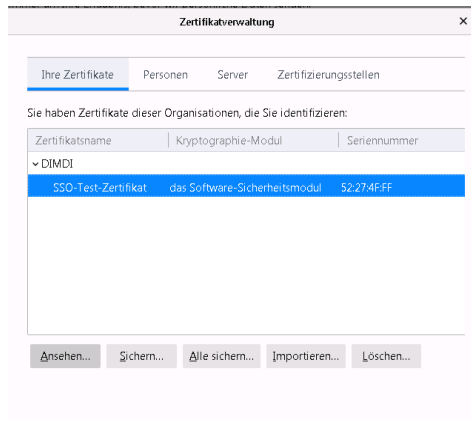 Zertifikatverwaltung ×
Ihre Zertifikate Personen Server Zertifizierungsstellen
Sie haben Zertifikate dieser Organisationen, die Sie identifizieren:
Zertifikatsname Kryptographie-Modul Seriennummer
DIMDI
SSO-Test-Zertifikat das Software-Sicherheitsmodul 52:27:4F:FF
Ansehen... Sichern... Alle sichern... Importieren... Löschen...